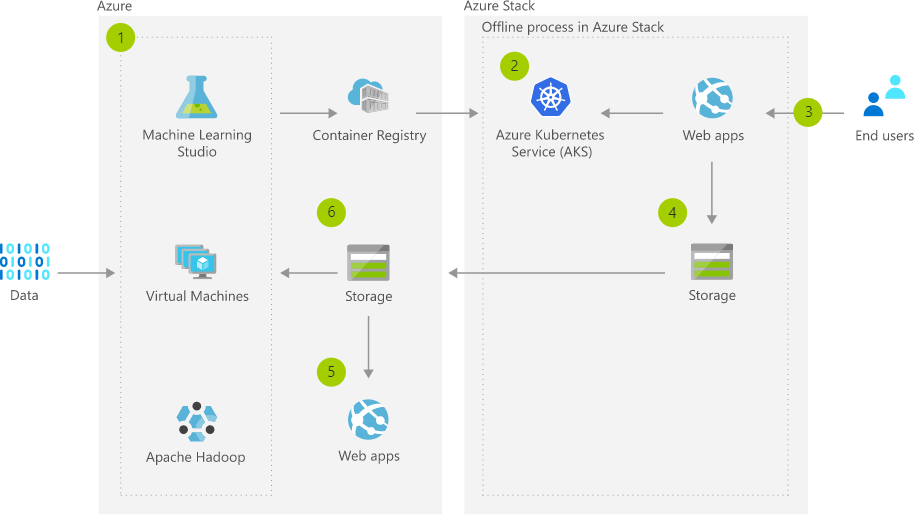 Azure
Azure Stack
Offline process in Azure Stack
1
2
3
Machine Learning
Studio
Container Registry
Azure Kubernetes
Service (AKS)
Web apps
End users
6
4
Data
Virtual Machines
Storage
Storage
5
Apache Hadoop
Web apps